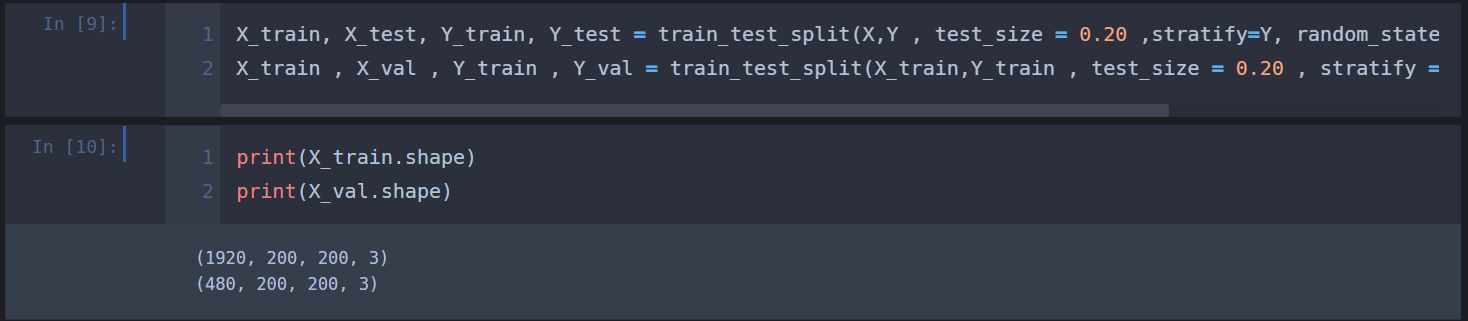 In [9]:
1 X_train, X_test, Y_train, Y_test = train_test_split(X,Y , test_size = 0.20 ,stratify=Y, random_state
2 X_train , X_val , Y_train , Y_val = train_test_split(X_train,Y_train , test_size = 0.20 , stratify =
In [10]:
1 print(X_train.shape)
2 print(X_val.shape)
(1920, 200, 200, 3)
(480, 200, 200, 3)